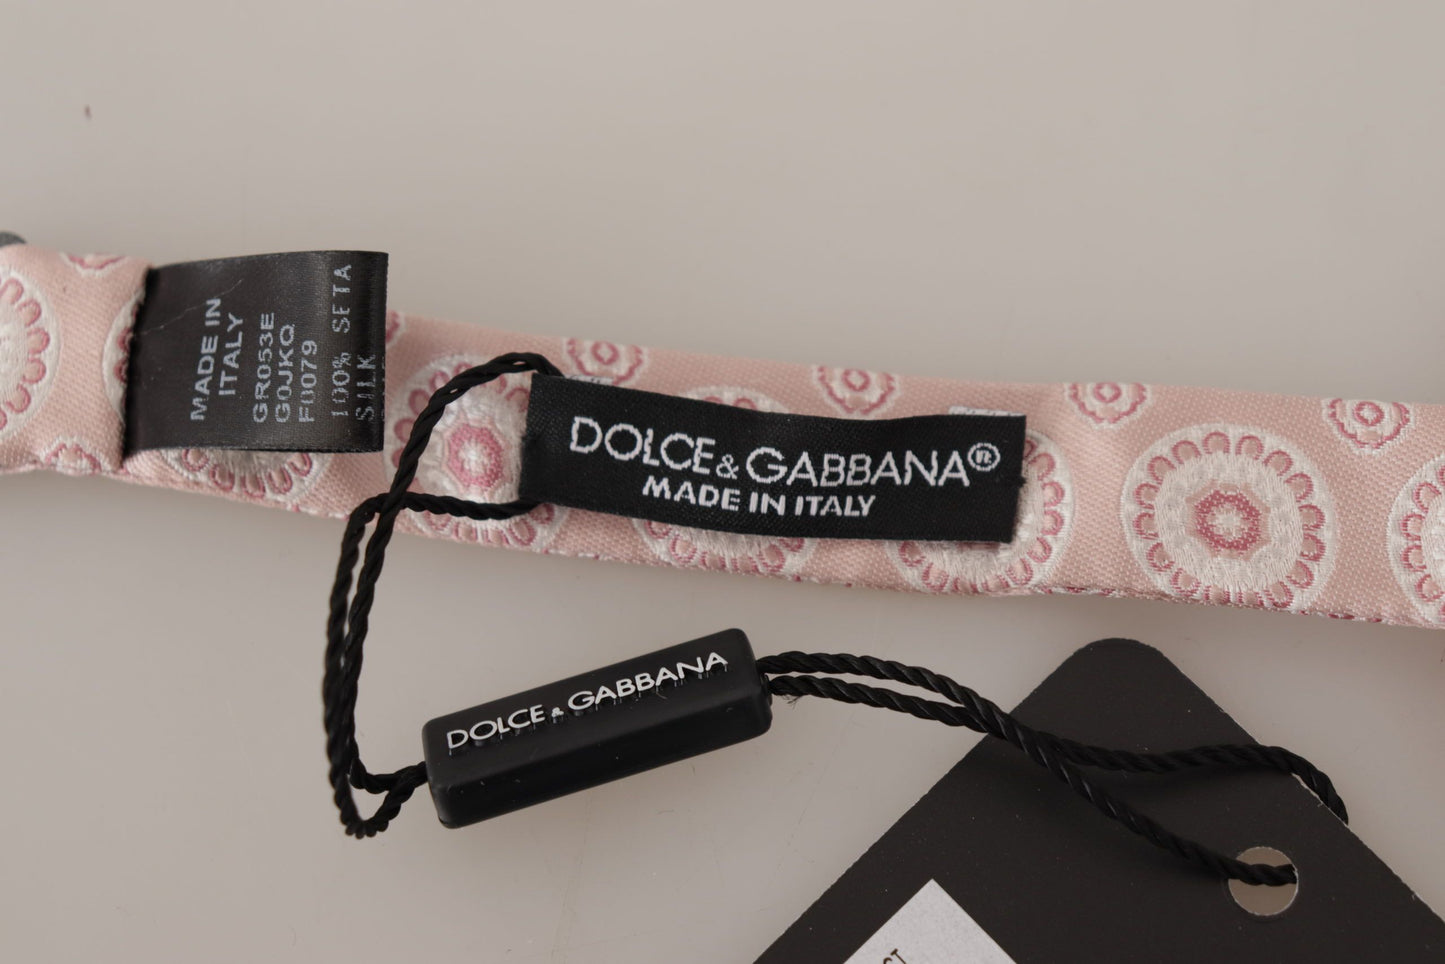 MADE IN
ITALY
GR053E
G0JKQ
F0079
100% SETA
SILK
DOLCE&GABBANA®
MADE IN ITALY
DOLCE & GABBANA